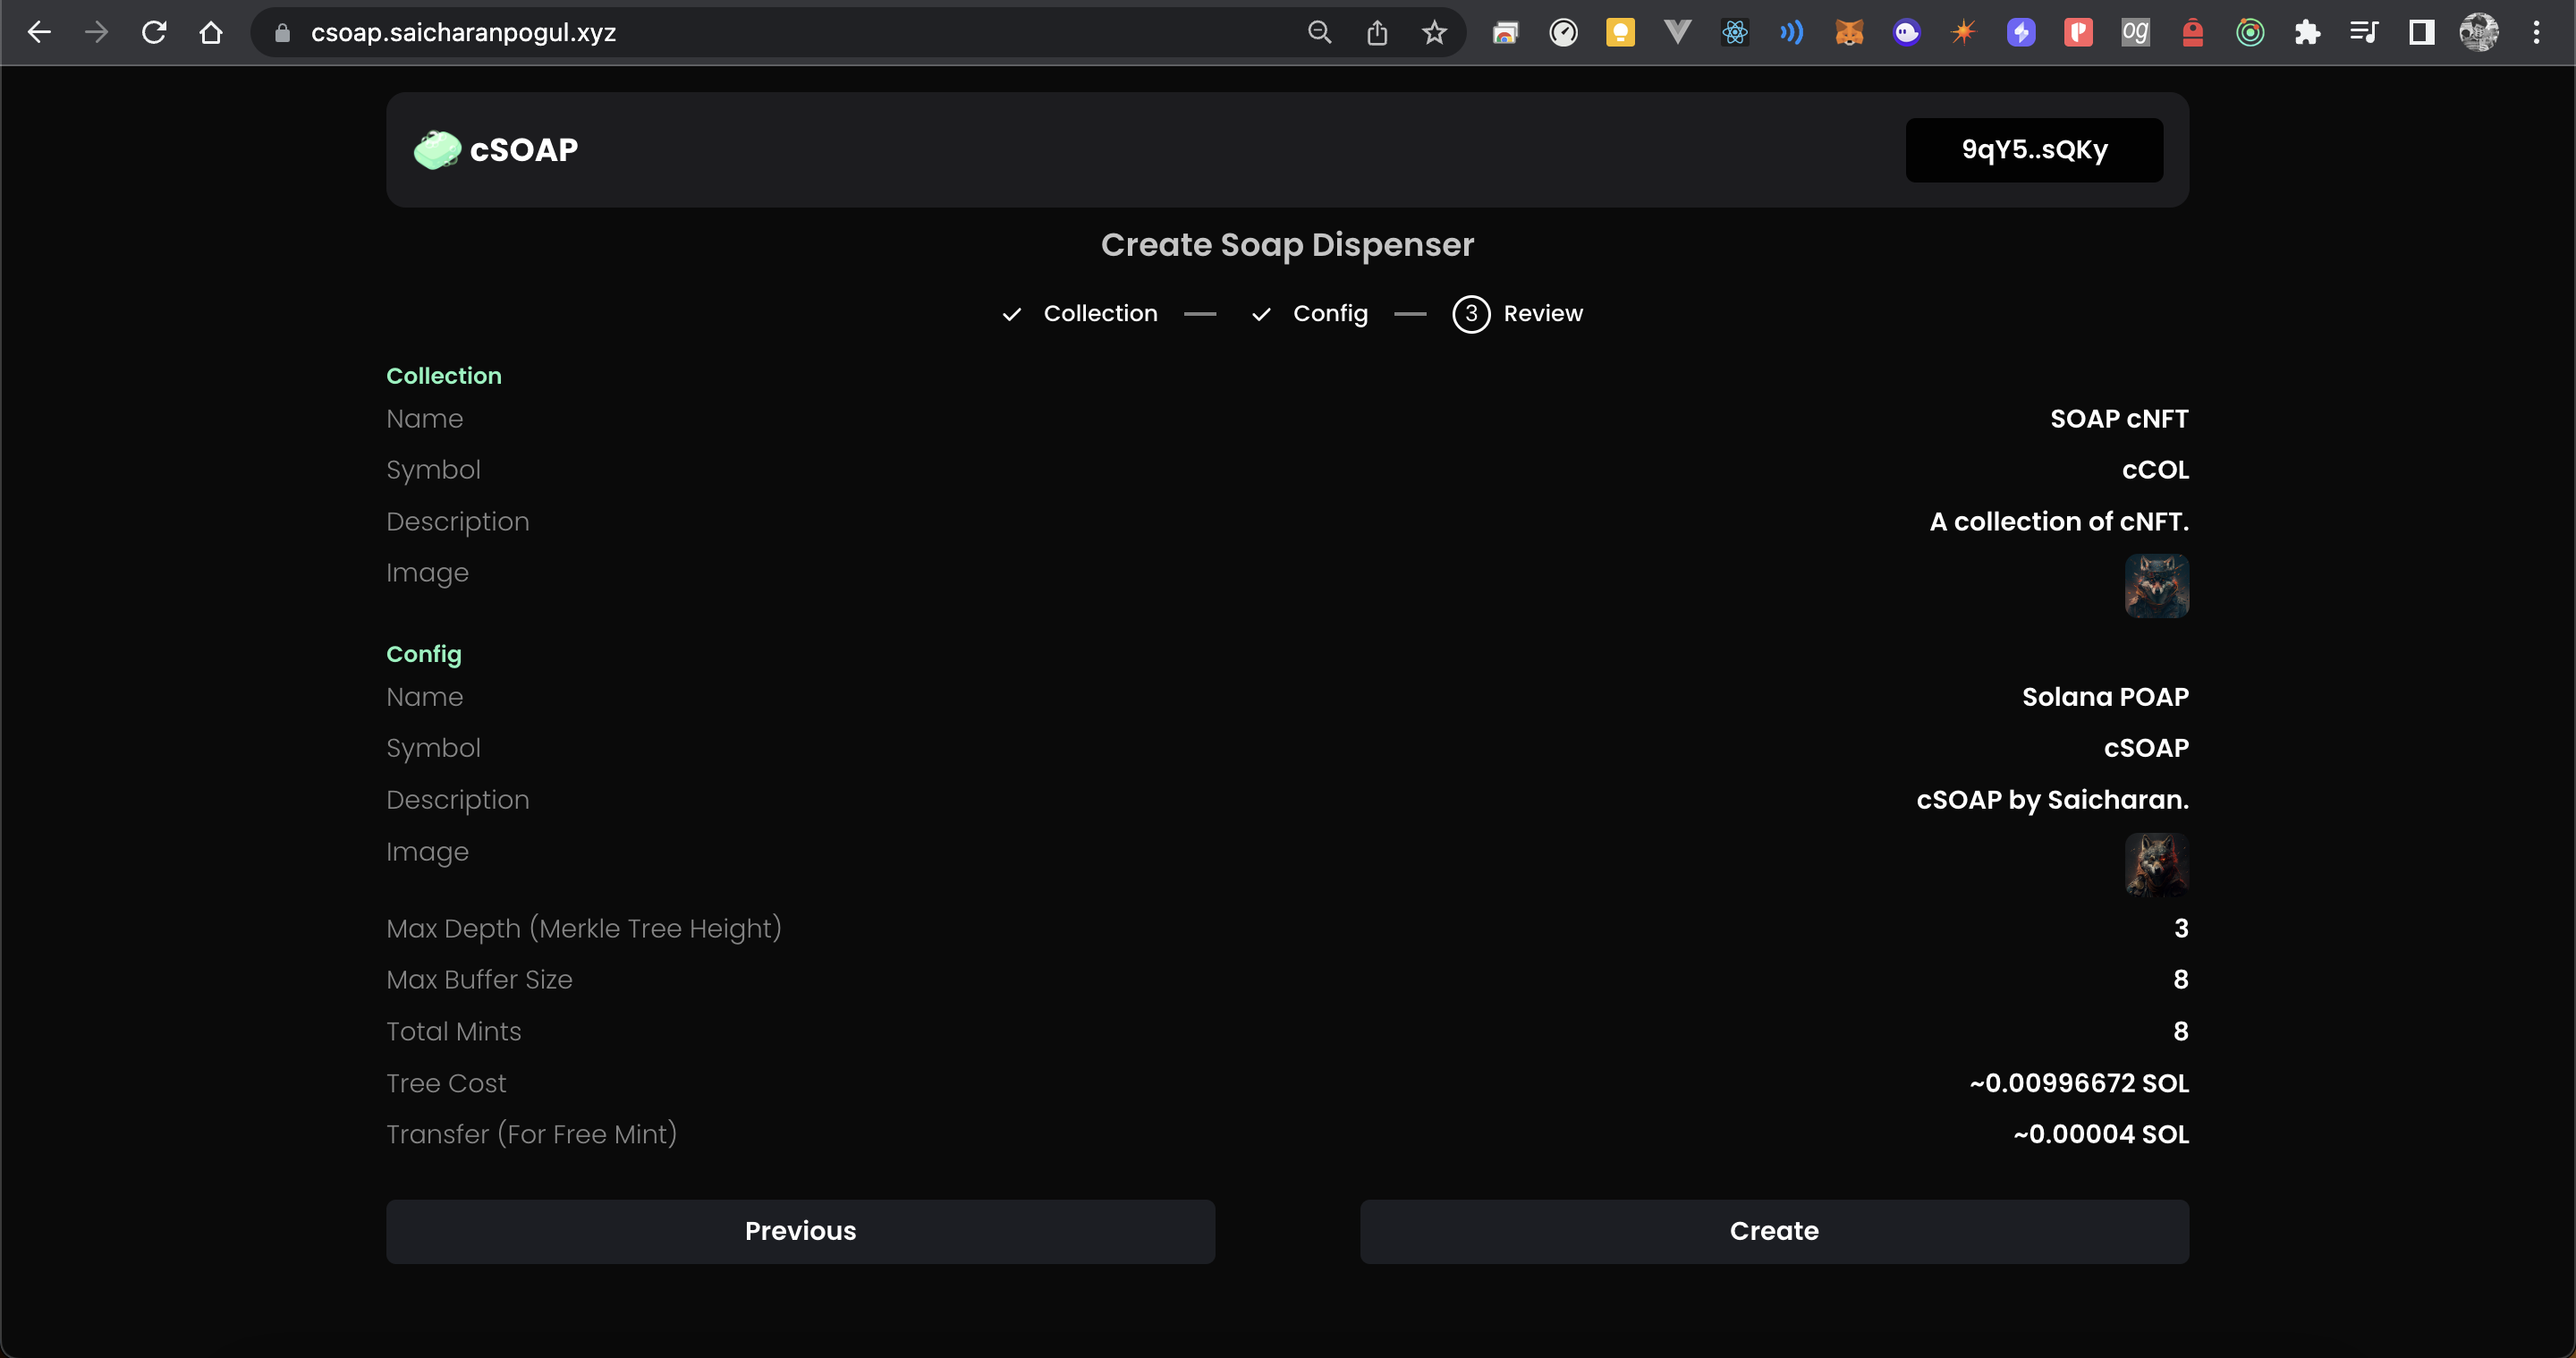 csoap.saicharanpogul.xyz
og
cSOAP
9qY5..sQKy
Create Soap Dispenser
Collection
Config
3 Review
Collection
Name SOAP cNFT
Symbol cCOL
Description A collection of cNFT.
Image
Config
Name Solana POAP
Symbol cSOAP
Description cSOAP by Saicharan.
Image
Max Depth (Merkle Tree Height) 3
Max Buffer Size 8
Total Mints 8
Tree Cost ~0.00996672 SOL
Transfer (For Free Mint) ~0.00004 SOL
Previous Create